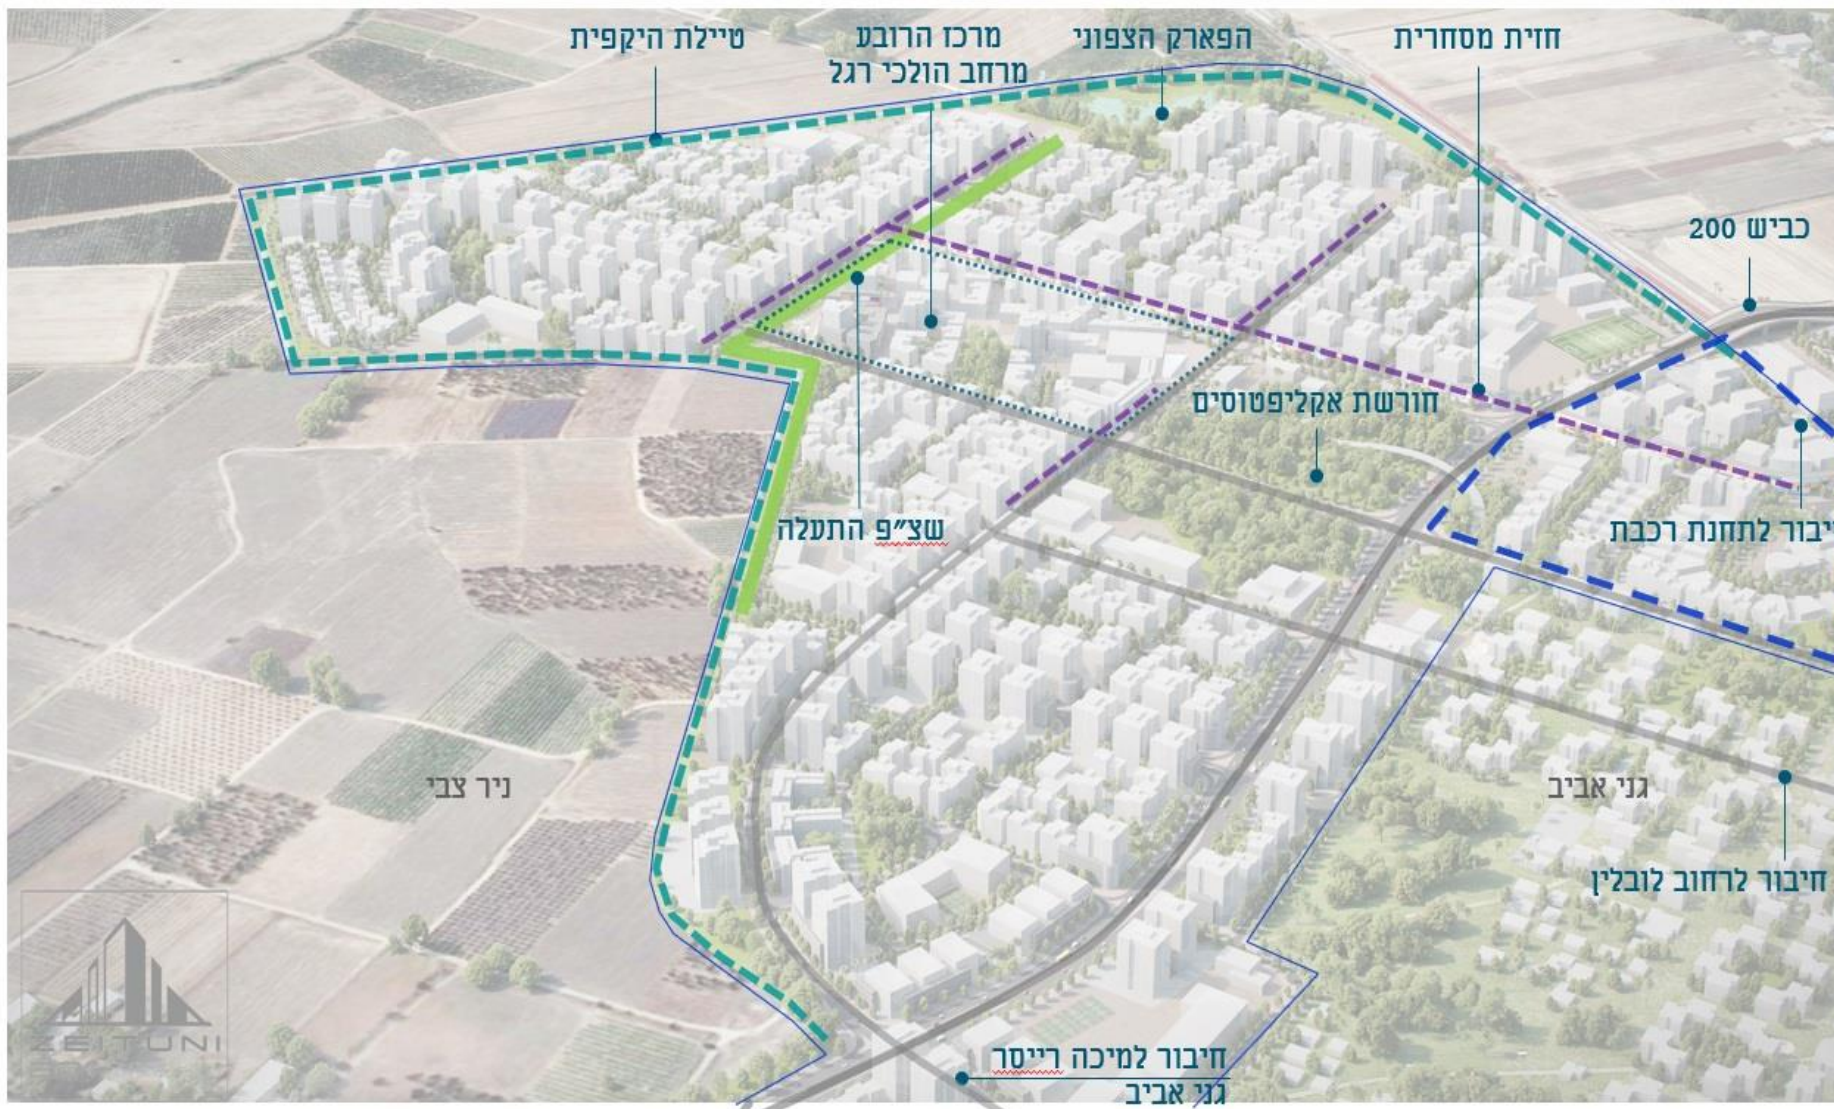 טיילת היקפית
מרכז הרובע
מרחב הולכי רגל
הפארק הצפוני
חזית מסחרית
כביש 200
חורשת אקליפטוסים
שצ"פ התעלה
יבור לתחנת רכבת
ניר צבי
גני אביב
חיבור לרחוב לובלין
חיבור למיכה רייסר
גני אביב
ZEITUNI